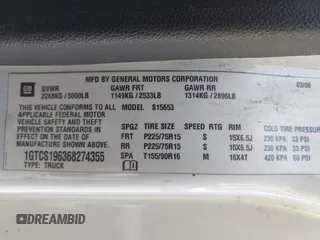 MFD BY GENERAL MOTORS CORPORATION
GM GVWR GAWR FRT GAWR RR 03/06
2268KG / 5000LB 1149KG / 2533LB 1314KG / 2896LB
THIS VEHICLE CONFORMS TO
ALL APPLICABLE FEDERAL MOTOR
VEHICLE SAFETY AND THEFT
PREVENTION STANDARDS IN EFFECT
ON THE DATE OF MANUFACTURE
SHOWN ABOVE.
1GTCS196368274355
TYPE: TRUCK
MODEL: S15653
SPG TIRE SIZE SPEED RTG RIM COLD TIRE
FRT P225/75R15 S 15X6.5J 230 KPA 33 PSI
RR P225/75R15 S 15X6.5J 230 KPA 33 PSI
SPA T155/90R16 M 16X4T 420 KPA 60 PSI
© AUTOHELPERBOT.COM